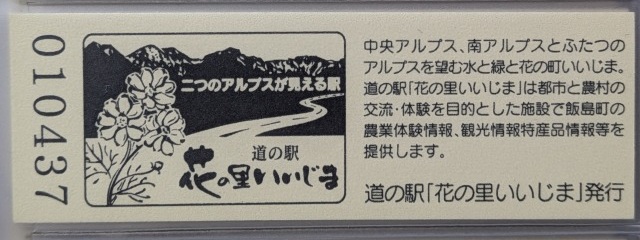 010437
二つのアルプスが見える駅
道の駅
花の里いいじま
中央アルプス、南アルプスとふたつの
アルプスを望む水と緑と花の町いいじま。
道の駅「花の里いいじま」は都市と農村の
交流・体験を目的とした施設で飯島町の
農業体験情報、観光情報特産品情報等を
提供します。
道の駅「花の里いいじま」発行